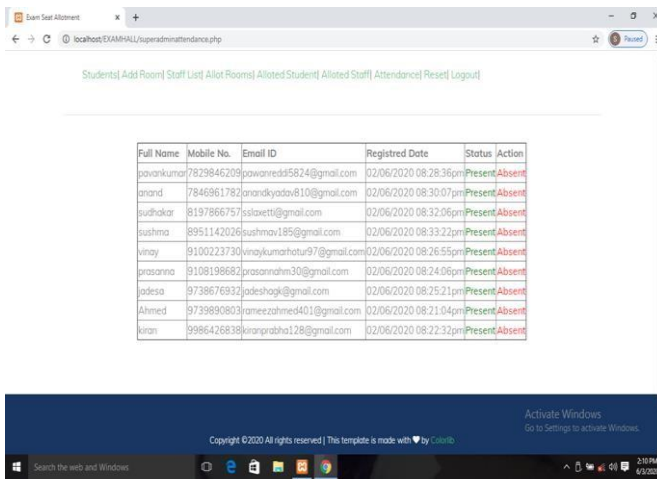 Exam Seat Allotment
localhost/EXAMHALL/superadminattendance.php
Paused
Students| Add Room| Staff List| Allot Rooms| Alloted Student| Alloted Staff| Attendance| Reset| Logout|
Full Name Mobile No. Email ID Registred Date Status Action
pavankumar 7829846209 pawanreddi5824@gmail.com 02/06/2020 08:28:36pm Present Absent
anand 7846961782 anandkyadav810@gmail.com 02/06/2020 08:30:07pm Present Absent
sudhakar 8197866757 sslaxetti@gmail.com 02/06/2020 08:32:06pm Present Absent
sushma 8951142026 sushmav185@gmail.com 02/06/2020 08:33:22pm Present Absent
vinay 9100223730 vinaykumarhotur97@gmail.com 02/06/2020 08:26:55pm Present Absent
prasanna 9108198682 prasannahm30@gmail.com 02/06/2020 08:24:06pm Present Absent
jadesa 9738676932 jadeshagk@gmail.com 02/06/2020 08:25:21pm Present Absent
Ahmed 9739890803 rameezahmed401@gmail.com 02/06/2020 08:21:04pm Present Absent
kiran 9986426838 kiranprabha128@gmail.com 02/06/2020 08:22:32pm Present Absent
Activate Windows
Go to Settings to activate Windows.
Copyright ©2020 All rights reserved | This template is made with ♥ by Colorlib
Search the web and Windows
2:10 PM